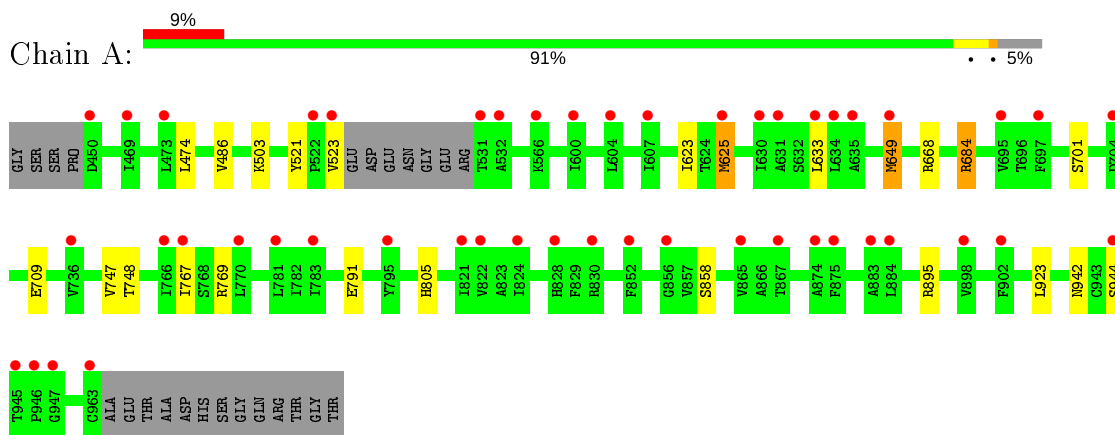 9%
Chain A:
91%
5%
GLY SER SER PRO D450 I469 L473 L474 V486 K503 Y521 P522 V523 GLU ASP GLU ASN GLY GLU ARG T531 A532 K566 I600 L604 I607 I623 T624 M625 I630 A631 S632 L633 L634 A635 M649 R668 R684 V695 T696 F697 S701
E709 V736 V747 T748 I766 I767 S768 R769 L770 L781 I782 I783 E791 Y795 H805 I821 V822 A823 I824 H828 F829 R830 F852 G856 V857 S858 V865 A866 T867 A874 F875 A883 L884 R895 V898 F902 L923 N942 C943 S944
T945 P946 G947 C963 ALA GLU THR ALA ASP HIS SER GLY GLN ARG THR GLY THR